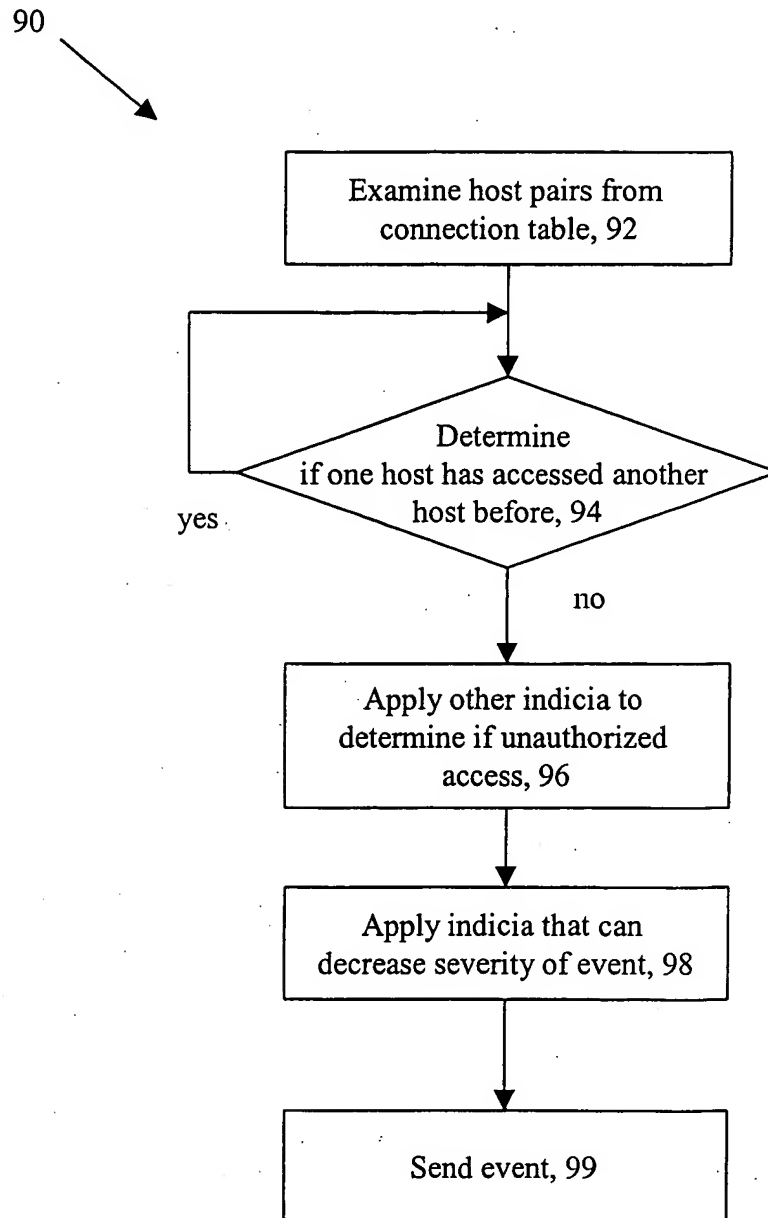 90
Examine host pairs from
connection table, 92
Determine
if one host has accessed another
host before, 94
yes
no
Apply other indicia to
determine if unauthorized
access, 96
Apply indicia that can
decrease severity of event, 98
Send event, 99